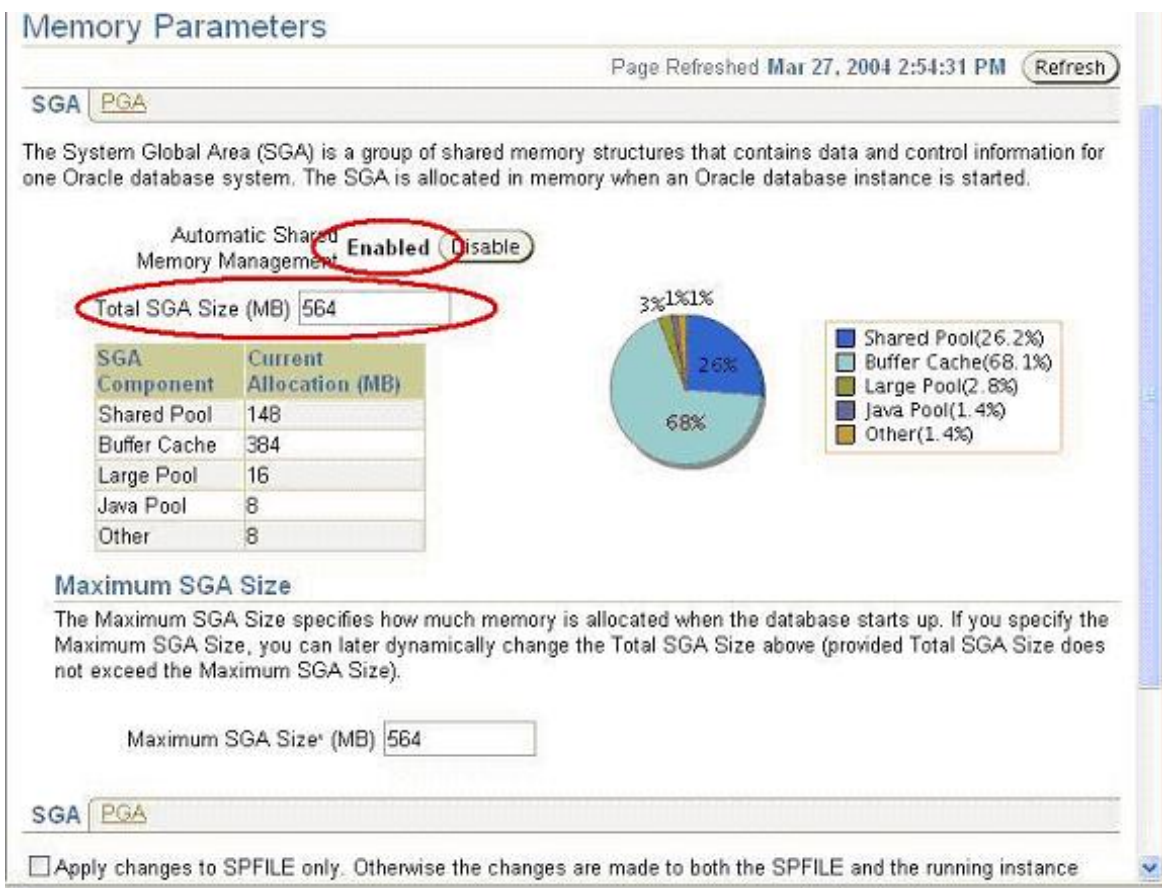 Memory Parameters
Page Refreshed Mar 27, 2004 2:54:31 PM Refresh
SGA PGA
The System Global Area (SGA) is a group of shared memory structures that contains data and control information for
one Oracle database system. The SGA is allocated in memory when an Oracle database instance is started.
Automatic Shared
Memory Management Enabled Disable
Total SGA Size (MB) 564
SGA Component Current Allocation (MB)
Shared Pool 148
Buffer Cache 384
Large Pool 16
Java Pool 8
Other 8
3% 1% 1%
26%
68%
Shared Pool(26.2%)
Buffer Cache(68.1%)
Large Pool(2.8%)
Java Pool(1.4%)
Other(1.4%)
Maximum SGA Size
The Maximum SGA Size specifies how much memory is allocated when the database starts up. If you specify the
Maximum SGA Size, you can later dynamically change the Total SGA Size above (provided Total SGA Size does
not exceed the Maximum SGA Size).
Maximum SGA Size* (MB) 564
SGA PGA
Apply changes to SPFILE only. Otherwise the changes are made to both the SPFILE and the running instance